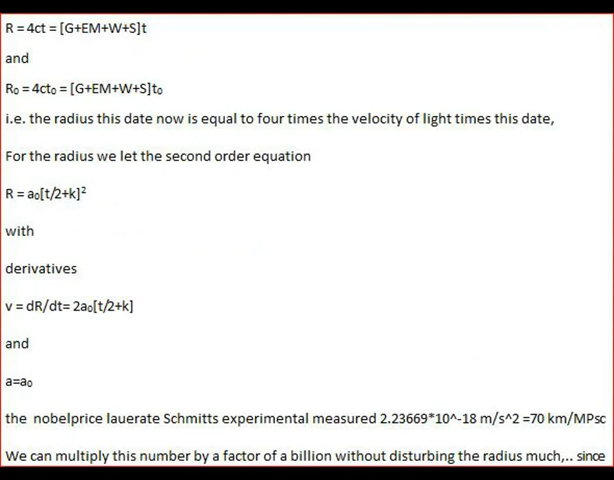 R = 4ct = [G+EM+W+S]t
and
R₀ = 4ct₀ = [G+EM+W+S]t₀
i.e. the radius this date now is equal to four times the velocity of light times this date,
For the radius we let the second order equation
R = a₀[t/2+k]²
with
derivatives
v = dR/dt= 2a₀[t/2+k]
and
a=a₀
the nobelprice lauerate Schmitts experimental measured 2.23669*10^-18 m/s^2 =70 km/MPsc
We can multiply this number by a factor of a billion without disturbing the radius much,.. since